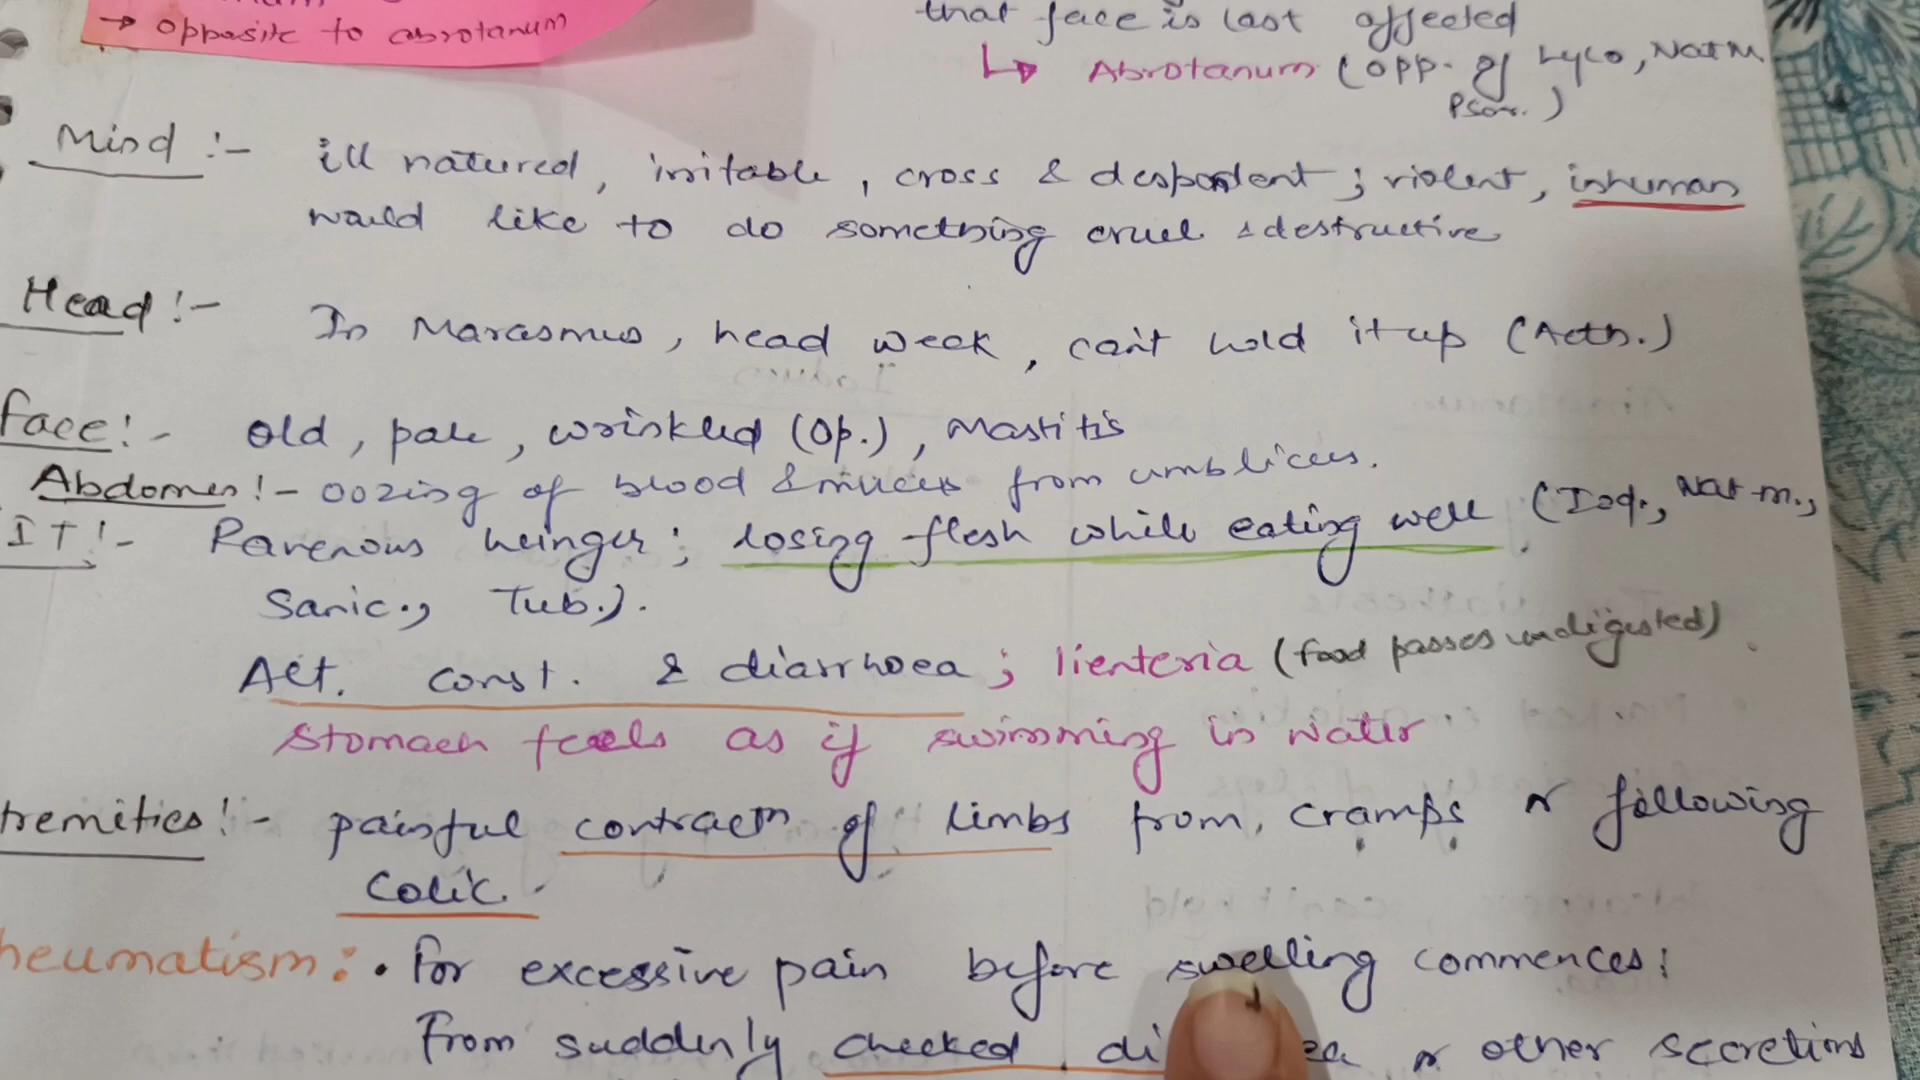 → opposite to abrotanum
that face is last affected
↳ Abrotanum (opp. of Lyco, Nat M
Psor.)
Mind :- ill natured, irritable, cross & despondent ; violent, inhuman
would like to do something cruel & destructive
Head :- In Marasmus, head weak, can't hold it up (Aeth.)
face :- old, pale, wrinkled (Op.), Mastitis
Abdomen :- oozing of blood & mucus from umblicus.
IT :- Ravenous hunger ; losing flesh while eating well (Iod., Nat-m.,
Sanic., Tub.).
Alt. const. & diarrhoea ; lienteria (food passes undigested)
Stomach feels as if swimming in water
tremities :- painful contractn of limbs from, cramps or following
Colic.
heumatism : • for excessive pain before swelling commences ;
From suddenly checked di ea or other secretions